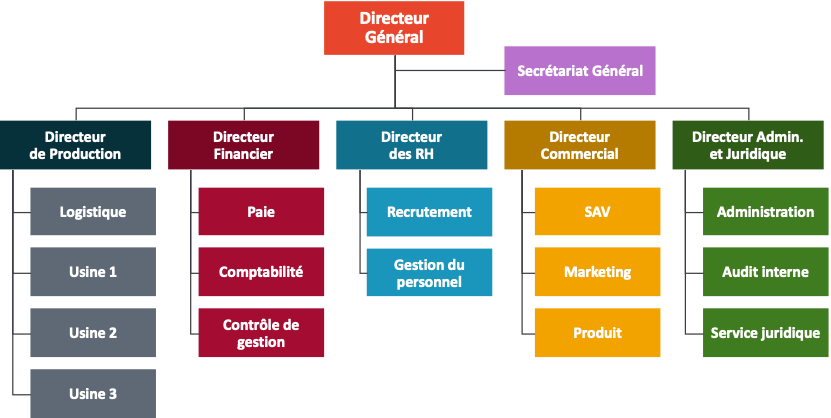 Directeur
Général
Secrétariat Général
Directeur
de Production
Directeur
Financier
Directeur
des RH
Directeur
Commercial
Directeur Admin.
et Juridique
Logistique
Paie
Recrutement
SAV
Administration
Usine 1
Comptabilité
Gestion du
personnel
Marketing
Audit interne
Usine 2
Contrôle de
gestion
Produit
Service juridique
Usine 3